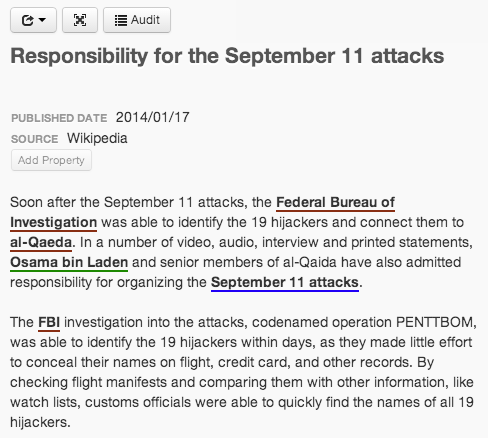 Audit
Responsibility for the September 11 attacks
PUBLISHED DATE 2014/01/17
SOURCE Wikipedia
Add Property
Soon after the September 11 attacks, the Federal Bureau of
Investigation was able to identify the 19 hijackers and connect them to
al-Qaeda. In a number of video, audio, interview and printed statements,
Osama bin Laden and senior members of al-Qaida have also admitted
responsibility for organizing the September 11 attacks.
The FBI investigation into the attacks, codenamed operation PENTTBOM,
was able to identify the 19 hijackers within days, as they made little effort
to conceal their names on flight, credit card, and other records. By
checking flight manifests and comparing them with other information, like
watch lists, customs officials were able to quickly find the names of all 19
hijackers.